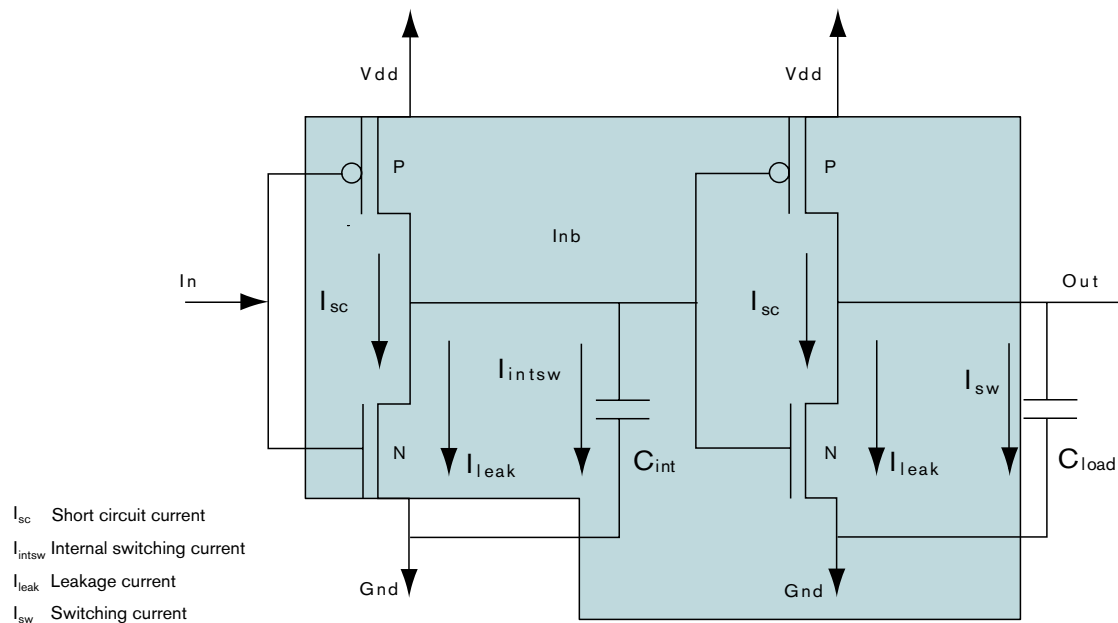 Vdd
Vdd
P
P
Inb
In
Out
Isc
Isc
Iintsw
Isw
N
N
Ileak
Cint
Ileak
Cload
Gnd
Gnd
Isc Short circuit current
Iintsw Internal switching current
Ileak Leakage current
Isw Switching current